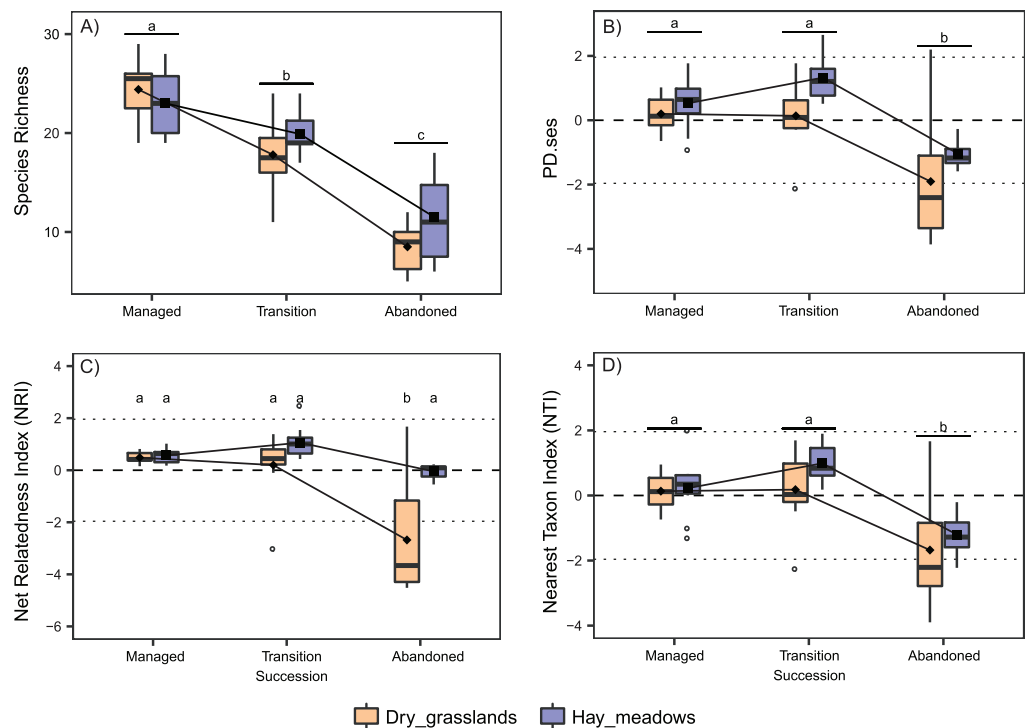 A)
Species Richness
30
20
10
a
b
c
Managed Transition Abandoned
B)
PD.ses
2
0
−2
−4
a
a
b
Managed Transition Abandoned
C)
Net Relatedness Index (NRI)
4
2
0
−2
−4
−6
a a a a b a
Managed Transition Abandoned
Succession
D)
Nearest Taxon Index (NTI)
4
2
0
−2
−4
a
a
b
Managed Transition Abandoned
Succession
Dry_grasslands Hay_meadows